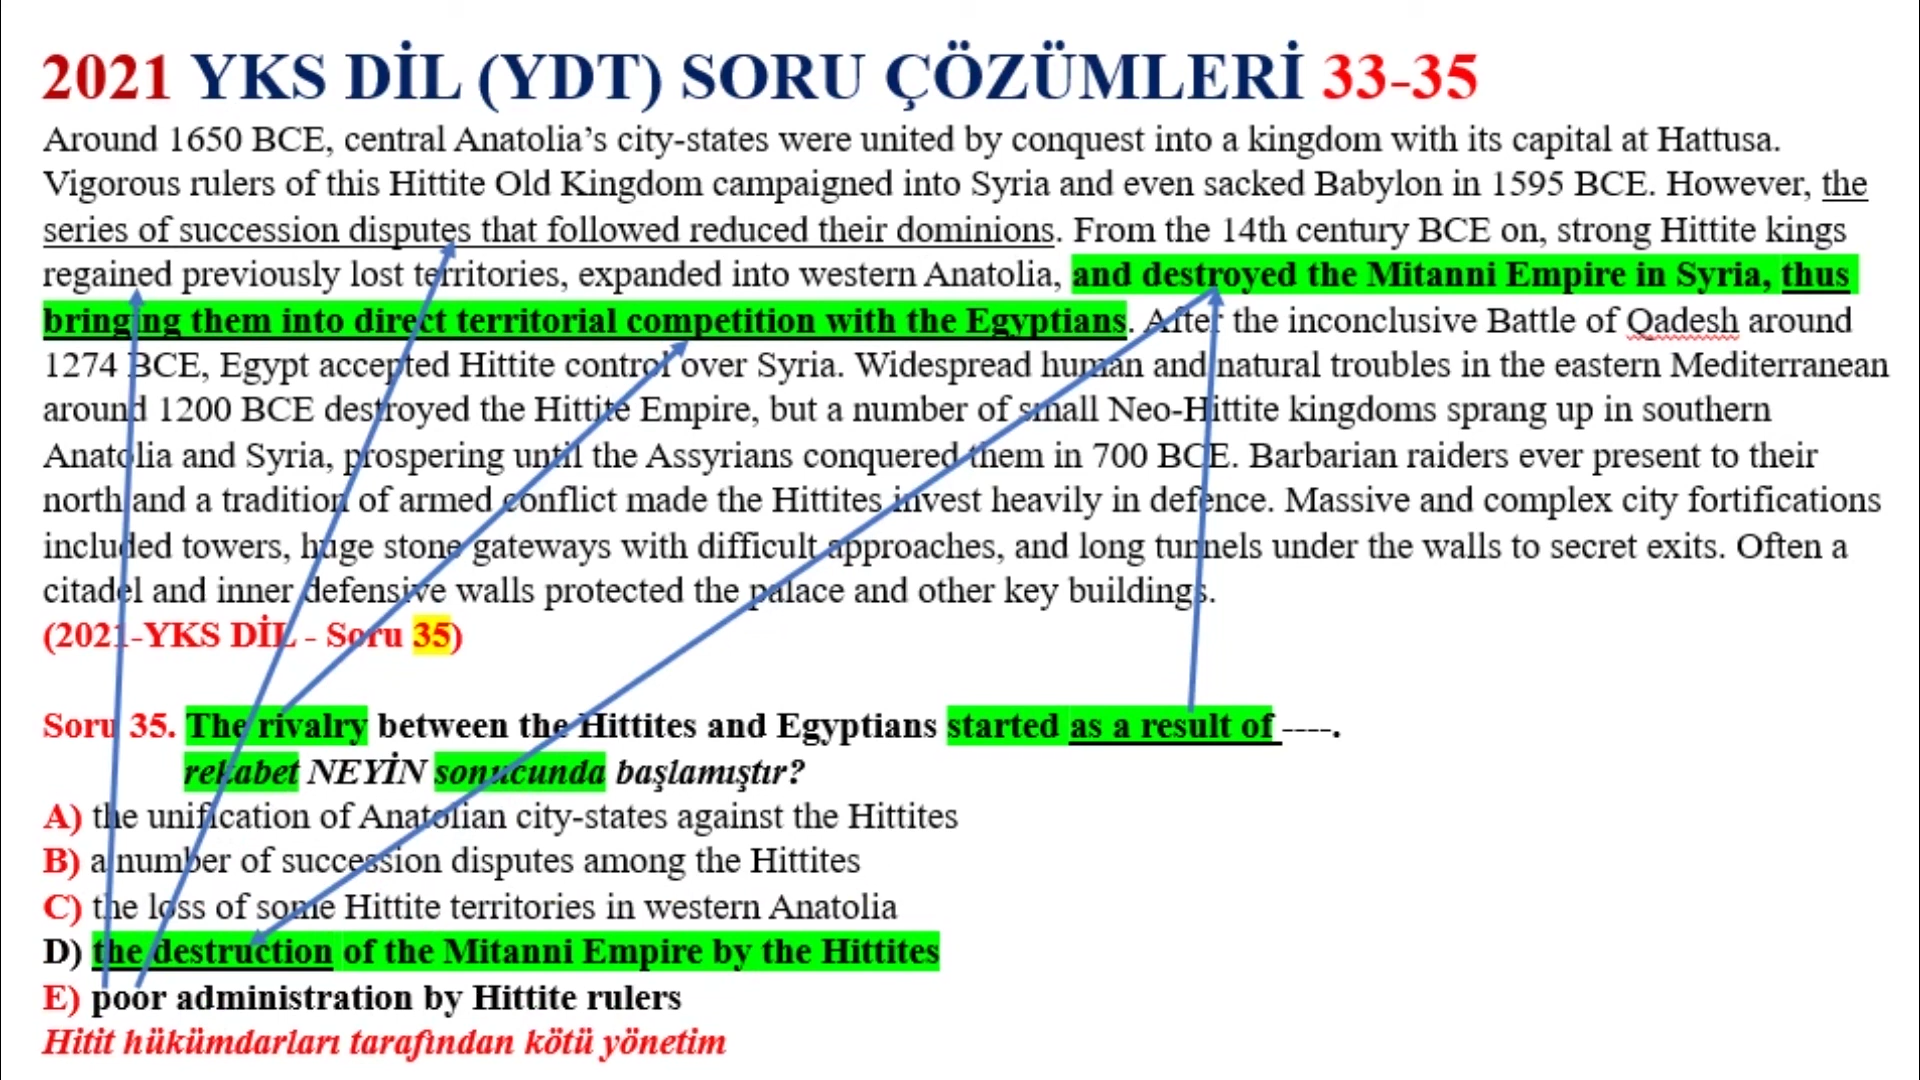 2021 YKS DİL (YDT) SORU ÇÖZÜMLERİ 33-35
Around 1650 BCE, central Anatolia’s city-states were united by conquest into a kingdom with its capital at Hattusa.
Vigorous rulers of this Hittite Old Kingdom campaigned into Syria and even sacked Babylon in 1595 BCE. However, the
series of succession disputes that followed reduced their dominions. From the 14th century BCE on, strong Hittite kings
regained previously lost territories, expanded into western Anatolia, and destroyed the Mitanni Empire in Syria, thus
bringing them into direct territorial competition with the Egyptians. After the inconclusive Battle of Qadesh around
1274 BCE, Egypt accepted Hittite control over Syria. Widespread human and natural troubles in the eastern Mediterranean
around 1200 BCE destroyed the Hittite Empire, but a number of small Neo-Hittite kingdoms sprang up in southern
Anatolia and Syria, prospering until the Assyrians conquered them in 700 BCE. Barbarian raiders ever present to their
north and a tradition of armed conflict made the Hittites invest heavily in defence. Massive and complex city fortifications
included towers, huge stone gateways with difficult approaches, and long tunnels under the walls to secret exits. Often a
citadel and inner defensive walls protected the palace and other key buildings.
(2021-YKS DİL - Soru 35)
Soru 35. The rivalry between the Hittites and Egyptians started as a result of ----.
rekabet NEYİN sonucunda başlamıştır?
A) the unification of Anatolian city-states against the Hittites
B) a number of succession disputes among the Hittites
C) the loss of some Hittite territories in western Anatolia
D) the destruction of the Mitanni Empire by the Hittites
E) poor administration by Hittite rulers
Hitit hükümdarları tarafından kötü yönetim